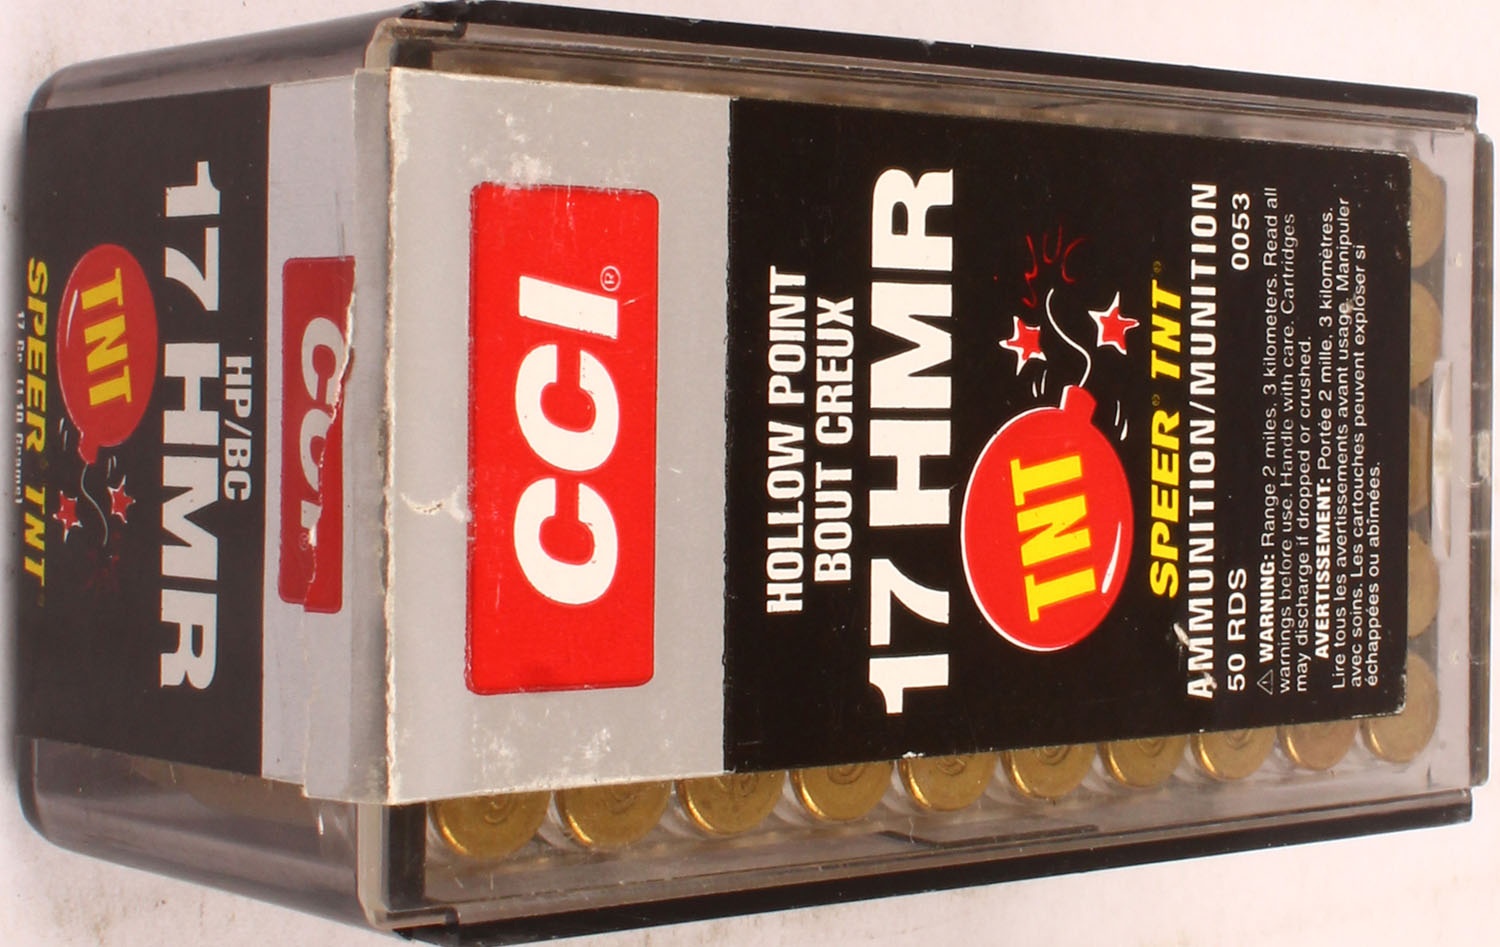 CCI®
HOLLOW POINT
BOUT CREUX
17 HMR
TNT
SPEER® TNT®
AMMUNITION/MUNITION
50 RDS 0053
⚠ WARNING: Range 2 miles, 3 kilometers. Read all
warnings before use. Handle with care. Cartridges
may discharge if dropped or crushed.
AVERTISSEMENT: Portée 2 mille, 3 kilomètres.
Lire tous les avertissements avant usage. Manipuler
avec soins. Les cartouches peuvent exploser si
échappées ou abîmées.
CCI®
HP/BC
17 HMR
TNT
SPEER® TNT®
17 Gr.